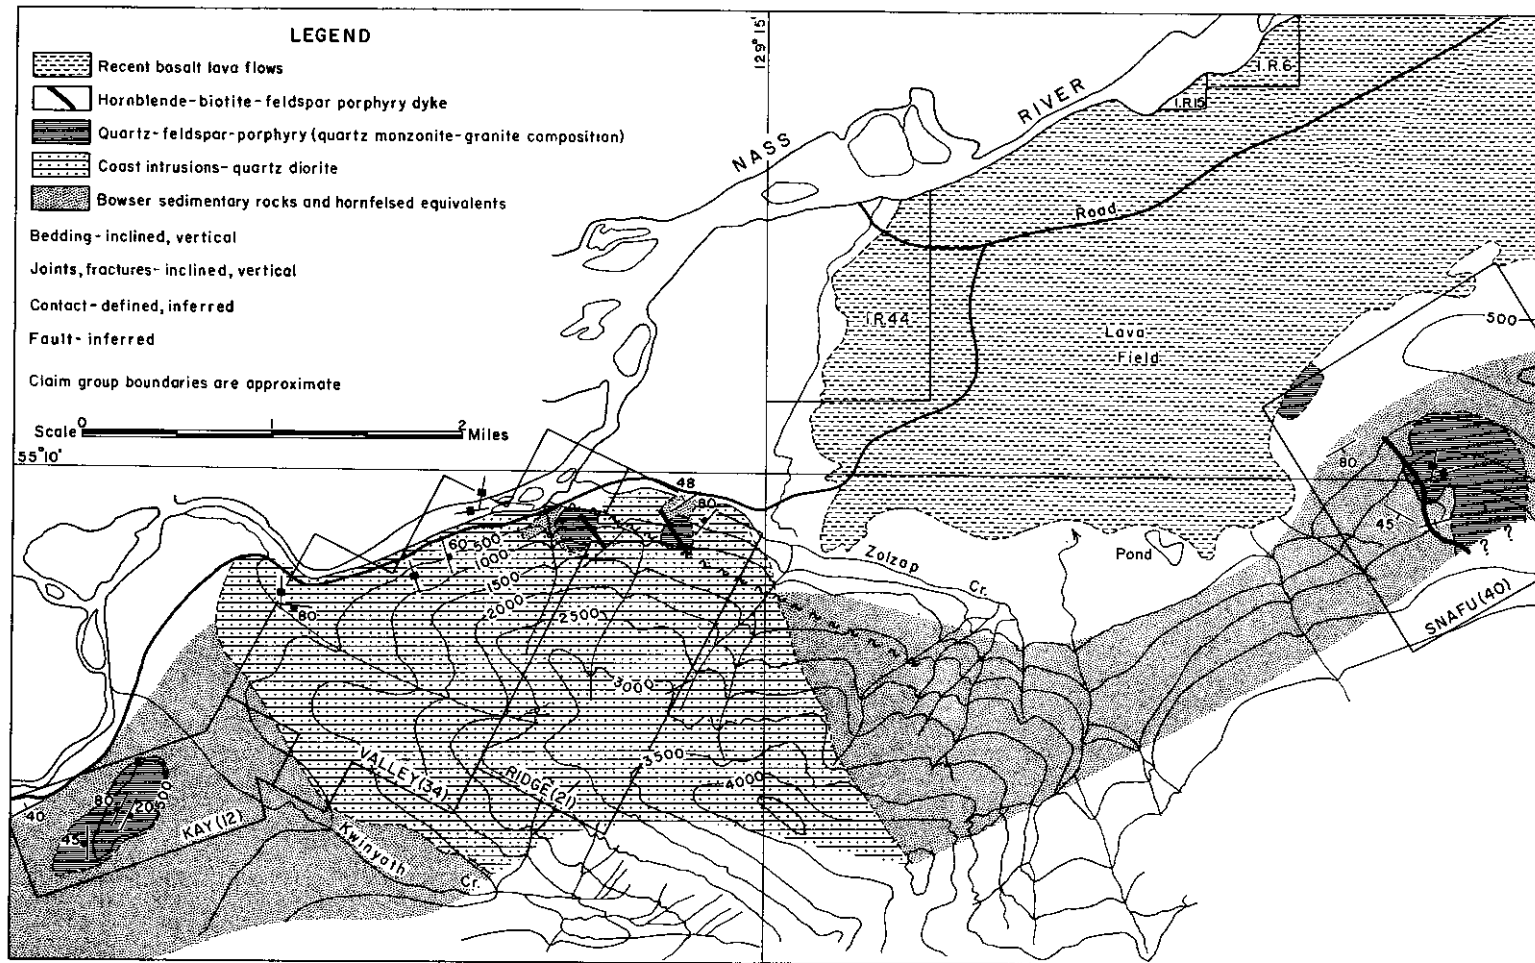 LEGEND
Recent basalt lava flows
Hornblende-biotite-feldspar porphyry dyke
Quartz-feldspar-porphyry (quartz monzonite-granite composition)
Coast intrusions-quartz diorite
Bowser sedimentary rocks and hornfelsed equivalents
Bedding-inclined, vertical
Joints, fractures-inclined, vertical
Contact-defined, inferred
Fault-inferred
Claim group boundaries are approximate
Scale 0 2 Miles
55° 10'
129° 15'
NASS RIVER
I.R.6
I.R.15
Road
I.R.44
Lava
Field
500
80
45
? ?
SNAFU (40)
Pond
Zolzap Cr.
48
80
60
500
1000
1500
2000
2500
3000
3500
4000
80
VALLEY (34)
RIDGE (21)
KAY (12)
Kwinyath Cr.
40
80
20
500
45